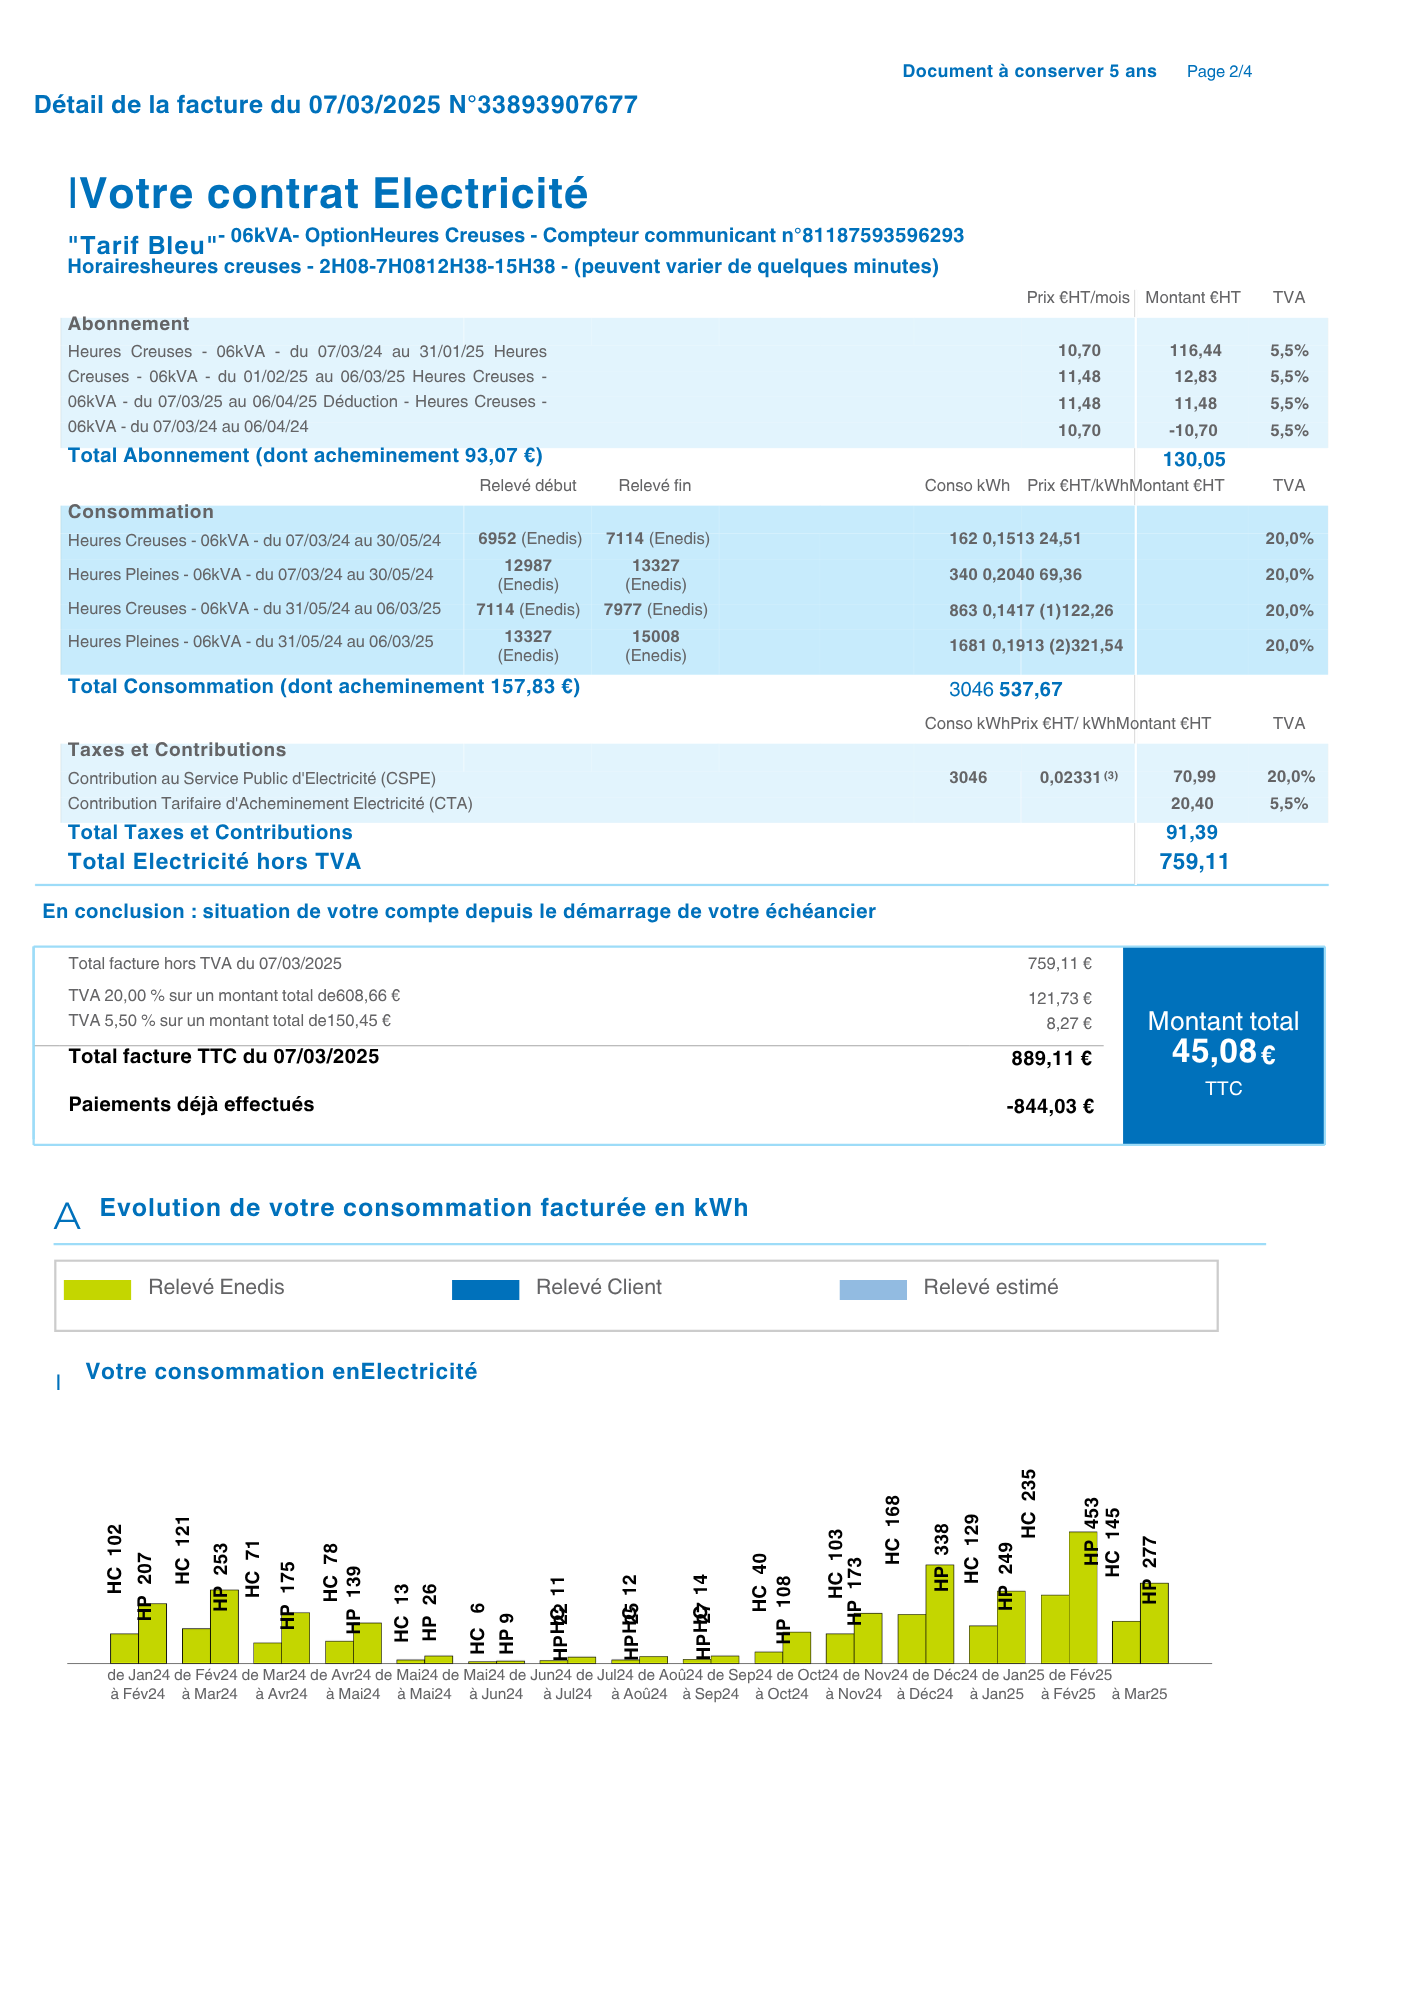 Document à conserver 5 ans Page 2/4
Détail de la facture du 07/03/2025 N°33893907677
|Votre contrat Electricité
"Tarif Bleu"- 06kVA- OptionHeures Creuses - Compteur communicant n°81187593596293
Horairesheures creuses - 2H08-7H0812H38-15H38 - (peuvent varier de quelques minutes)
Prix €HT/mois Montant €HT TVA
Abonnement
Heures Creuses - 06kVA - du 07/03/24 au 31/01/25 Heures 10,70 116,44 5,5%
Creuses - 06kVA - du 01/02/25 au 06/03/25 Heures Creuses - 11,48 12,83 5,5%
06kVA - du 07/03/25 au 06/04/25 Déduction - Heures Creuses - 11,48 11,48 5,5%
06kVA - du 07/03/24 au 06/04/24 10,70 -10,70 5,5%
Total Abonnement (dont acheminement 93,07 €) 130,05
Relevé début Relevé fin Conso kWh Prix €HT/kWhMontant €HT TVA
Consommation
Heures Creuses - 06kVA - du 07/03/24 au 30/05/24 6952 (Enedis) 7114 (Enedis) 162 0,1513 24,51 20,0%
12987 13327
Heures Pleines - 06kVA - du 07/03/24 au 30/05/24 340 0,2040 69,36 20,0%
(Enedis) (Enedis)
Heures Creuses - 06kVA - du 31/05/24 au 06/03/25 7114 (Enedis) 7977 (Enedis) 863 0,1417 (1)122,26 20,0%
13327 15008
Heures Pleines - 06kVA - du 31/05/24 au 06/03/25 1681 0,1913 (2)321,54 20,0%
(Enedis) (Enedis)
Total Consommation (dont acheminement 157,83 €) 3046 537,67
Conso kWhPrix €HT/ kWhMontant €HT TVA
Taxes et Contributions
Contribution au Service Public d'Electricité (CSPE) 3046 0,02331 (3) 70,99 20,0%
Contribution Tarifaire d'Acheminement Electricité (CTA) 20,40 5,5%
Total Taxes et Contributions 91,39
Total Electricité hors TVA 759,11
En conclusion : situation de votre compte depuis le démarrage de votre échéancier
Total facture hors TVA du 07/03/2025 759,11 €
TVA 20,00 % sur un montant total de608,66 € 121,73 €
TVA 5,50 % sur un montant total de150,45 € 8,27 €
Total facture TTC du 07/03/2025 889,11 €
Paiements déjà effectués -844,03 €
Montant total
45,08 €
TTC
A Evolution de votre consommation facturée en kWh
Relevé Enedis Relevé Client Relevé estimé
| Votre consommation enElectricité
HC 102
HP 207
HC 121
HP 253
HC 71
HP 175
HC 78
HP 139
HC 13
HP 26
HC 6
HP 9
HC 11
HP 22
HC 12
HP 25
HC 14
HP 27
HC 40
HP 108
HC 103
HP 173
HC 168
HP 338
HC 129
HP 249
HC 235
HP 453
HC 145
HP 277
de Jan24 de Fév24 de Mar24 de Avr24 de Mai24 de Mai24 de Jun24 de Jul24 de Aoû24 de Sep24 de Oct24 de Nov24 de Déc24 de Jan25 de Fév25
à Fév24 à Mar24 à Avr24 à Mai24 à Mai24 à Jun24 à Jul24 à Aoû24 à Sep24 à Oct24 à Nov24 à Déc24 à Jan25 à Fév25 à Mar25